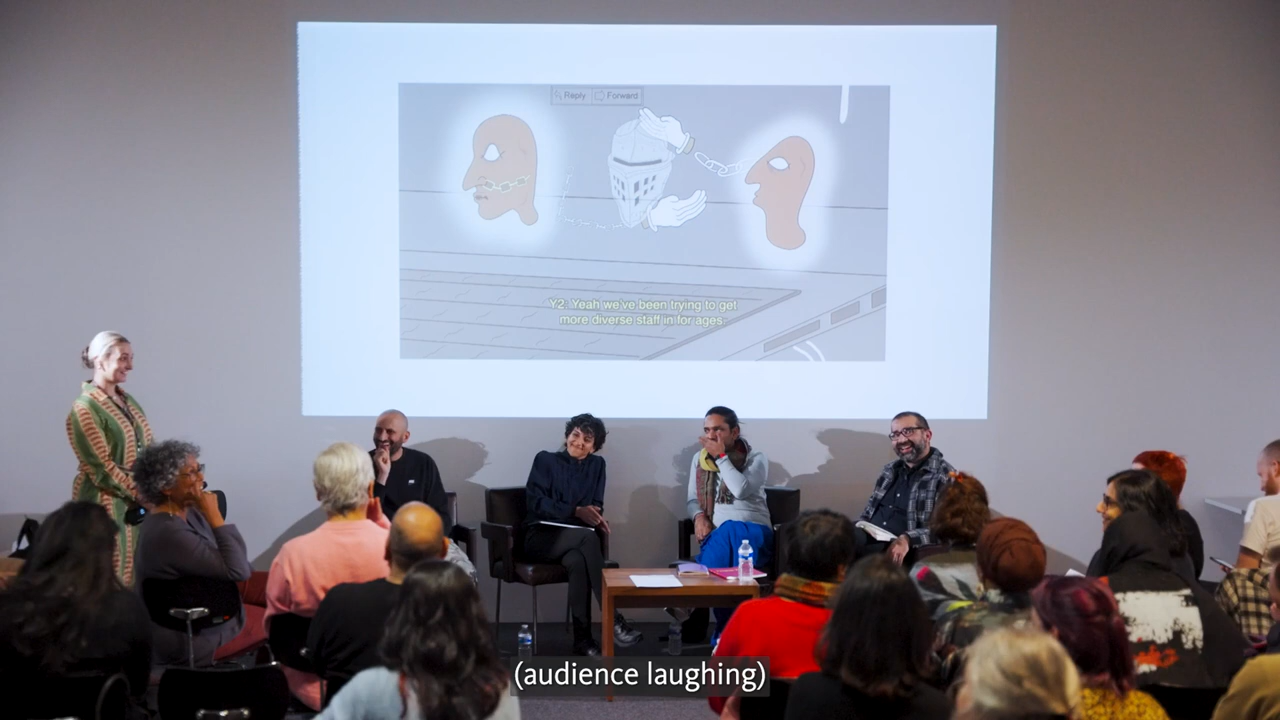 Reply Forward
Y2: Yeah we've been trying to get
more diverse staff in for ages.
(audience laughing)